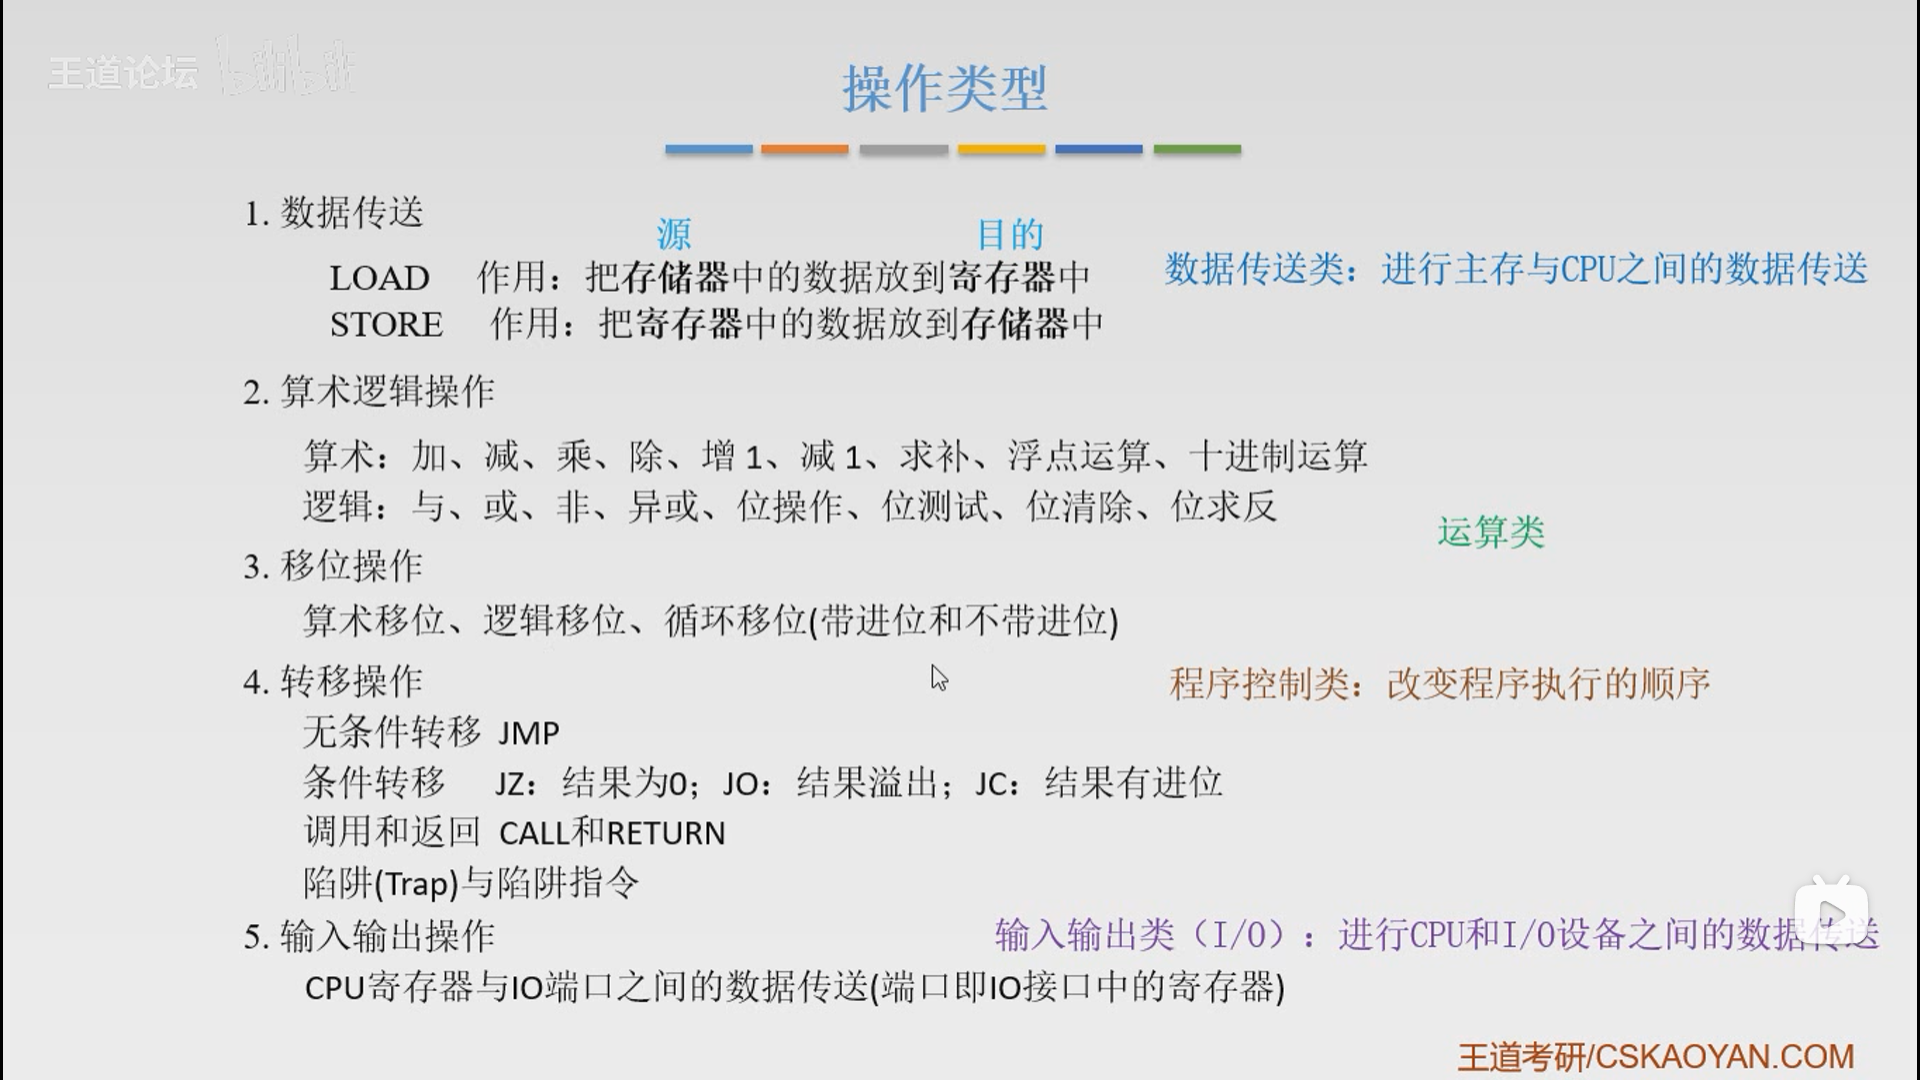 王道论坛 bilibili
操作类型
1. 数据传送
源 目的
LOAD 作用：把存储器中的数据放到寄存器中
数据传送类：进行主存与CPU之间的数据传送
STORE 作用：把寄存器中的数据放到存储器中
2. 算术逻辑操作
算术：加、减、乘、除、增 1、减 1、求补、浮点运算、十进制运算
逻辑：与、或、非、异或、位操作、位测试、位清除、位求反
运算类
3. 移位操作
算术移位、逻辑移位、循环移位(带进位和不带进位)
4. 转移操作
程序控制类：改变程序执行的顺序
无条件转移 JMP
条件转移 JZ：结果为0；JO：结果溢出；JC：结果有进位
调用和返回 CALL和RETURN
陷阱(Trap)与陷阱指令
5. 输入输出操作
输入输出类（I/O）：进行CPU和I/O设备之间的数据传送
CPU寄存器与IO端口之间的数据传送(端口即IO接口中的寄存器)
王道考研/CSKAOYAN.COM